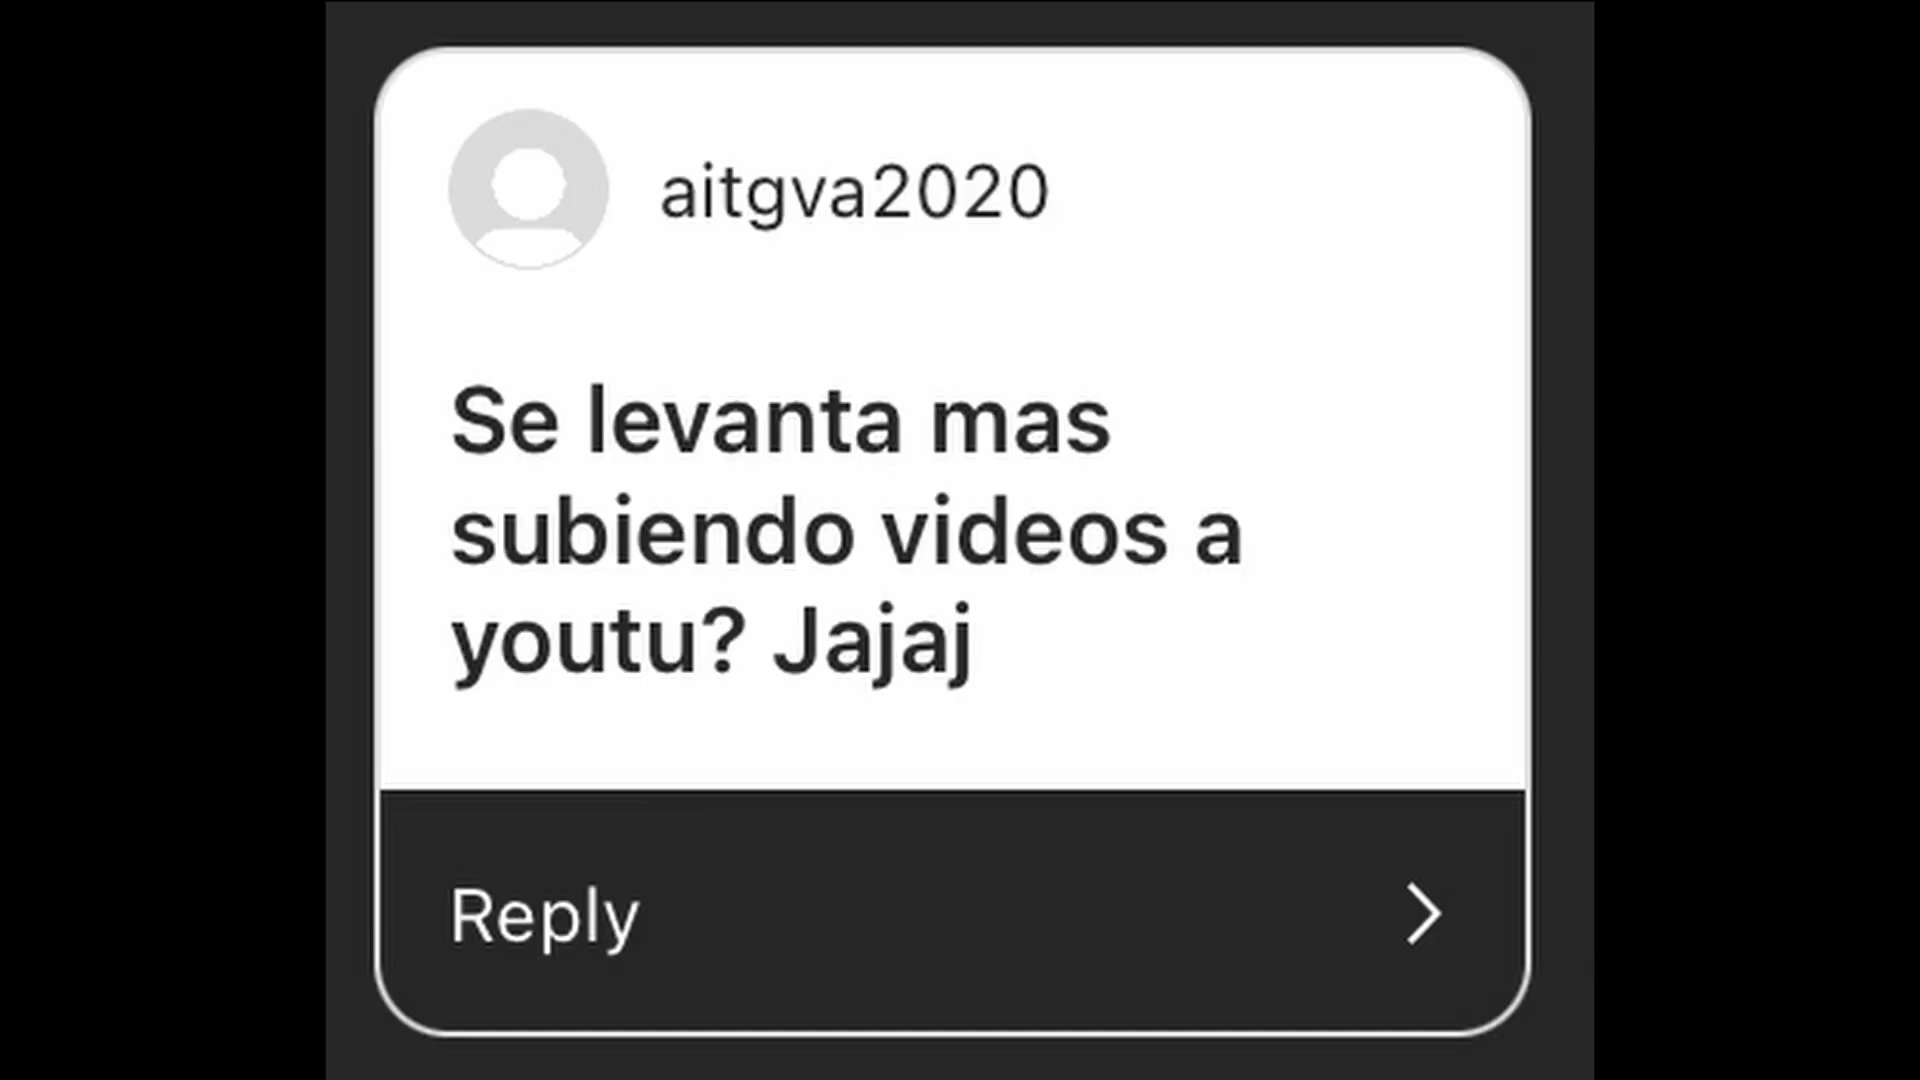 aitgva2020
Se levanta mas
subiendo videos a
youtu? Jajaj
Reply